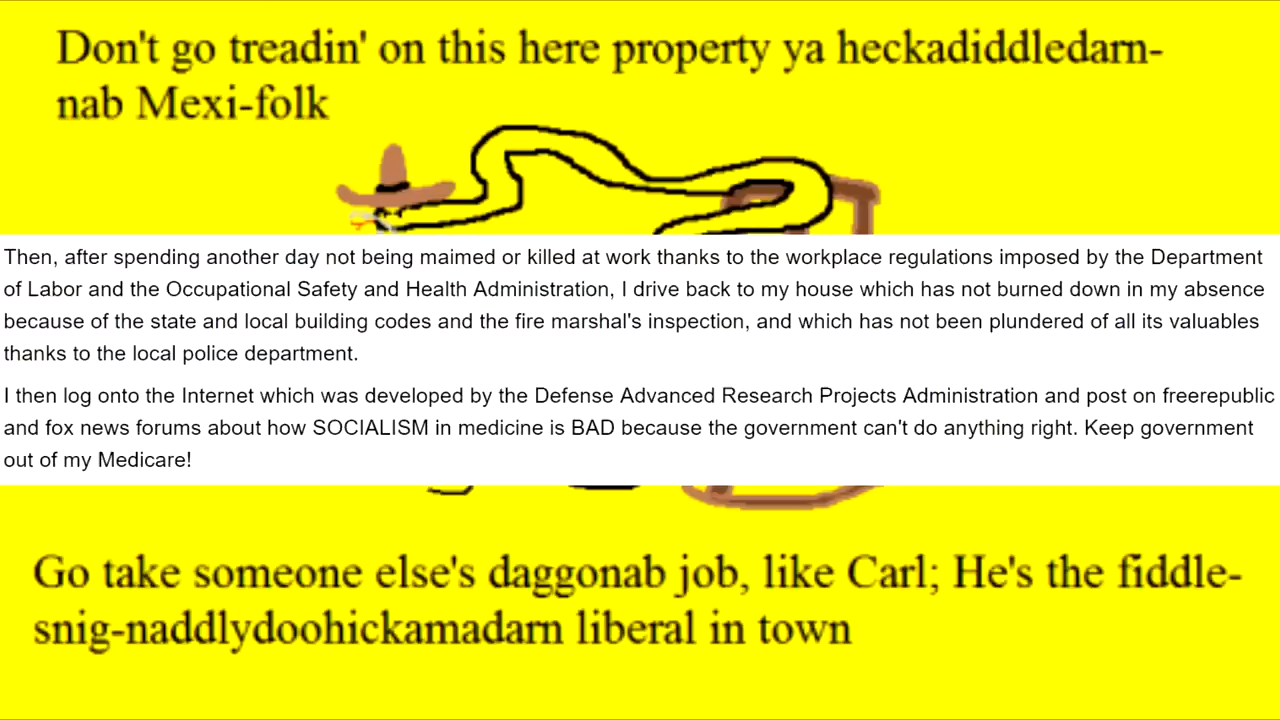 Don't go treadin' on this here property ya heckadiddledarn-
nab Mexi-folk
Then, after spending another day not being maimed or killed at work thanks to the workplace regulations imposed by the Department
of Labor and the Occupational Safety and Health Administration, I drive back to my house which has not burned down in my absence
because of the state and local building codes and the fire marshal's inspection, and which has not been plundered of all its valuables
thanks to the local police department.
I then log onto the Internet which was developed by the Defense Advanced Research Projects Administration and post on freerepublic
and fox news forums about how SOCIALISM in medicine is BAD because the government can't do anything right. Keep government
out of my Medicare!
Go take someone else's daggonab job, like Carl; He's the fiddle-
snig-naddlydoohickamadarn liberal in town